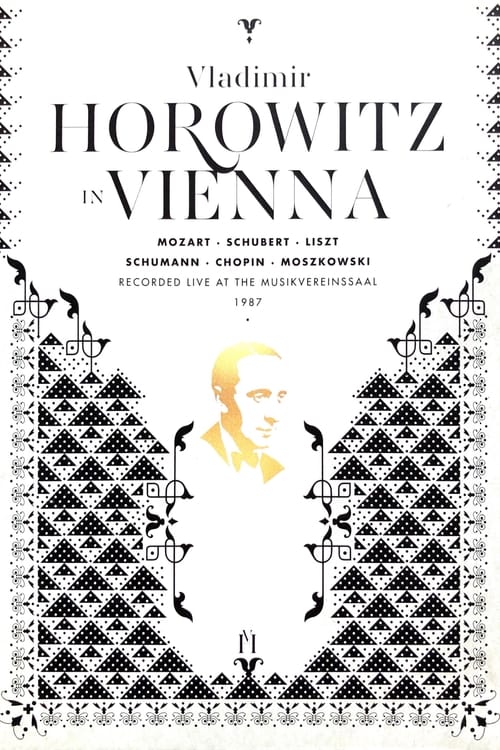 Vladimir
HOROWITZ
IN VIENNA
MOZART · SCHUBERT · LISZT
SCHUMANN · CHOPIN · MOSZKOWSKI
RECORDED LIVE AT THE MUSIKVEREINSSAAL
1987